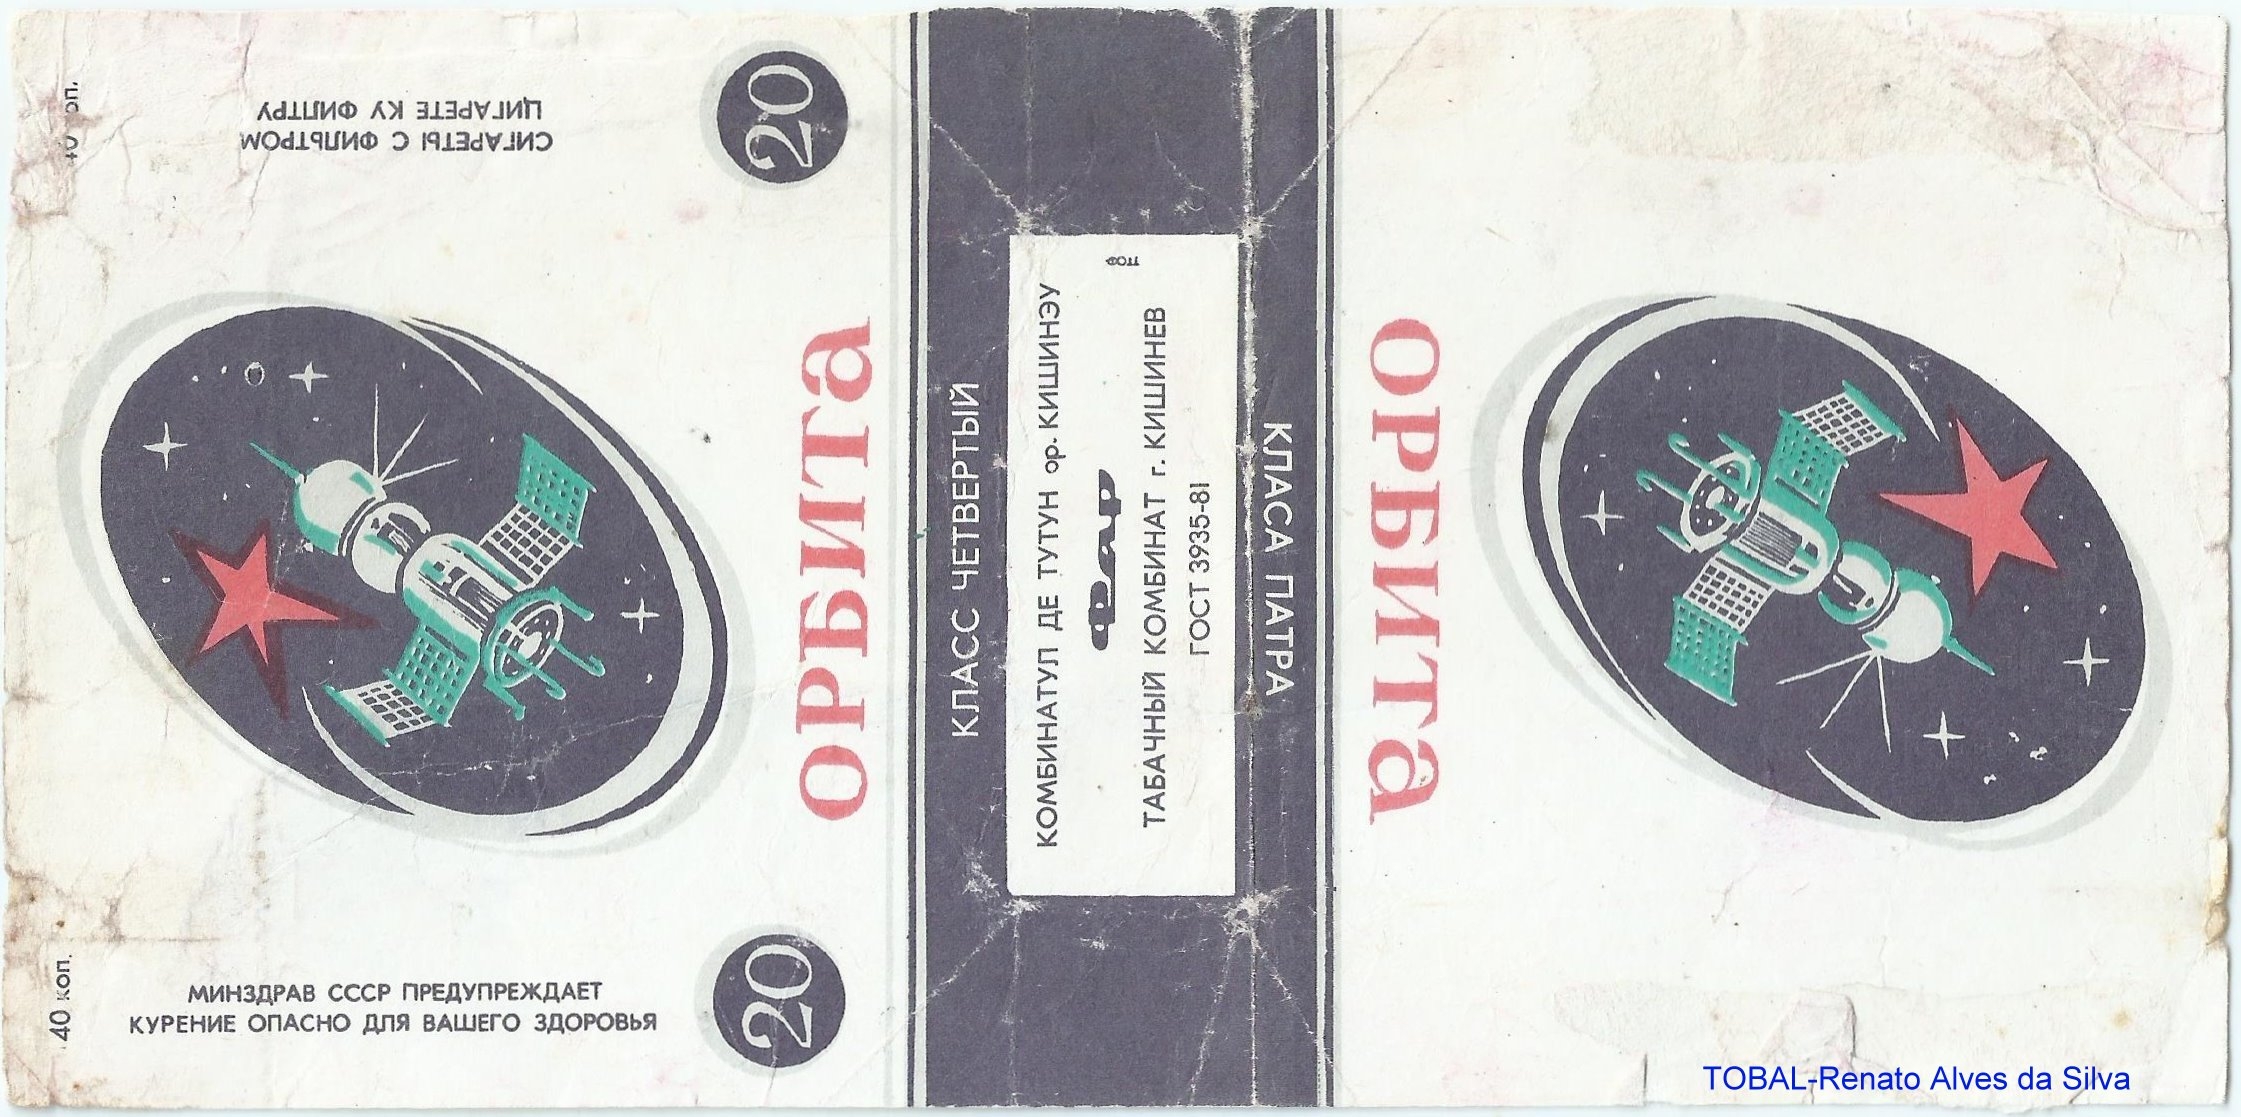 40 коп.
ЦИГАРЕТЕ КУ ФИЛТРУ
СИГАРЕТЫ С ФИЛЬТРОМ
20
ОРБИТа
МИНЗДРАВ СССР ПРЕДУПРЕЖДАЕТ
КУРЕНИЕ ОПАСНО ДЛЯ ВАШЕГО ЗДОРОВЬЯ
40 коп.
20
КЛАСС ЧЕТВЕРТЫЙ
КОМБИНАТУЛ ДЕ ТУТУН ор. КИШИНЭУ
ФЛАР
ТАБАЧНЫЙ КОМБИНАТ г. КИШИНЕВ
ГОСТ 3935-81
КЛАСА ПАТРА
ОРБИТа
TOBAL-Renato Alves da Silva